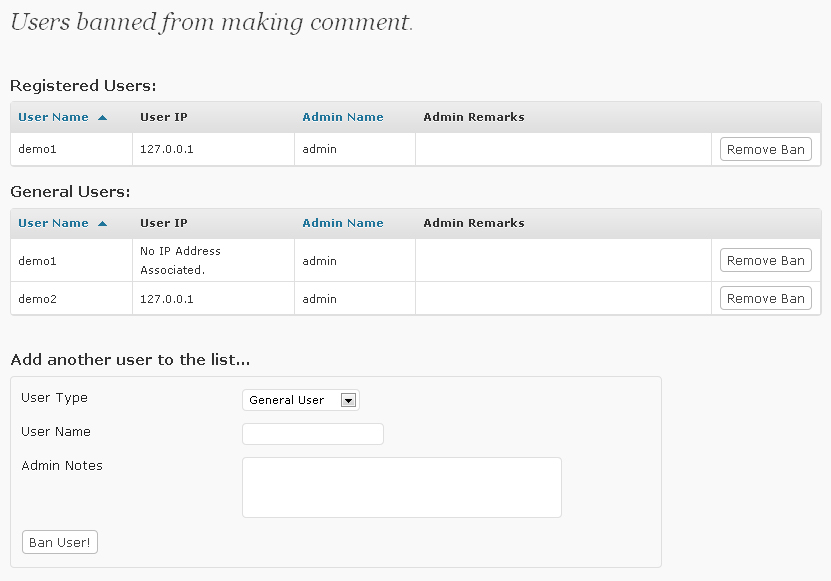 Users banned from making comment.
Registered Users:
User Name User IP Admin Name Admin Remarks
demo1 127.0.0.1 admin Remove Ban
General Users:
User Name User IP Admin Name Admin Remarks
demo1 No IP Address Associated. admin Remove Ban
demo2 127.0.0.1 admin Remove Ban
Add another user to the list...
User Type General User
User Name
Admin Notes
Ban User!